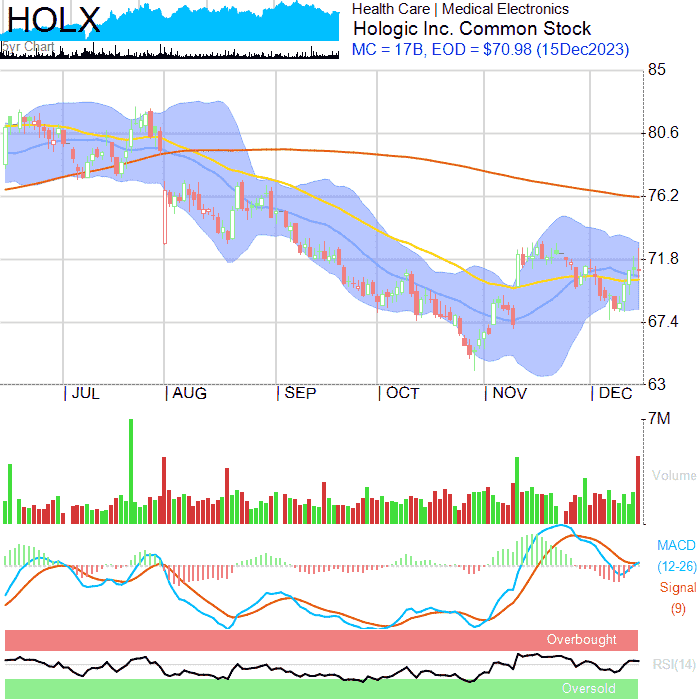 HOLX
5yr Chart
Health Care | Medical Electronics
Hologic Inc. Common Stock
MC = 17B, EOD = $70.98 (15Dec2023)
85
80.6
76.2
71.8
67.4
63
JUL AUG SEP OCT NOV DEC
7M
Volume
MACD
(12-26)
Signal
(9)
Overbought
RSI(14)
Oversold